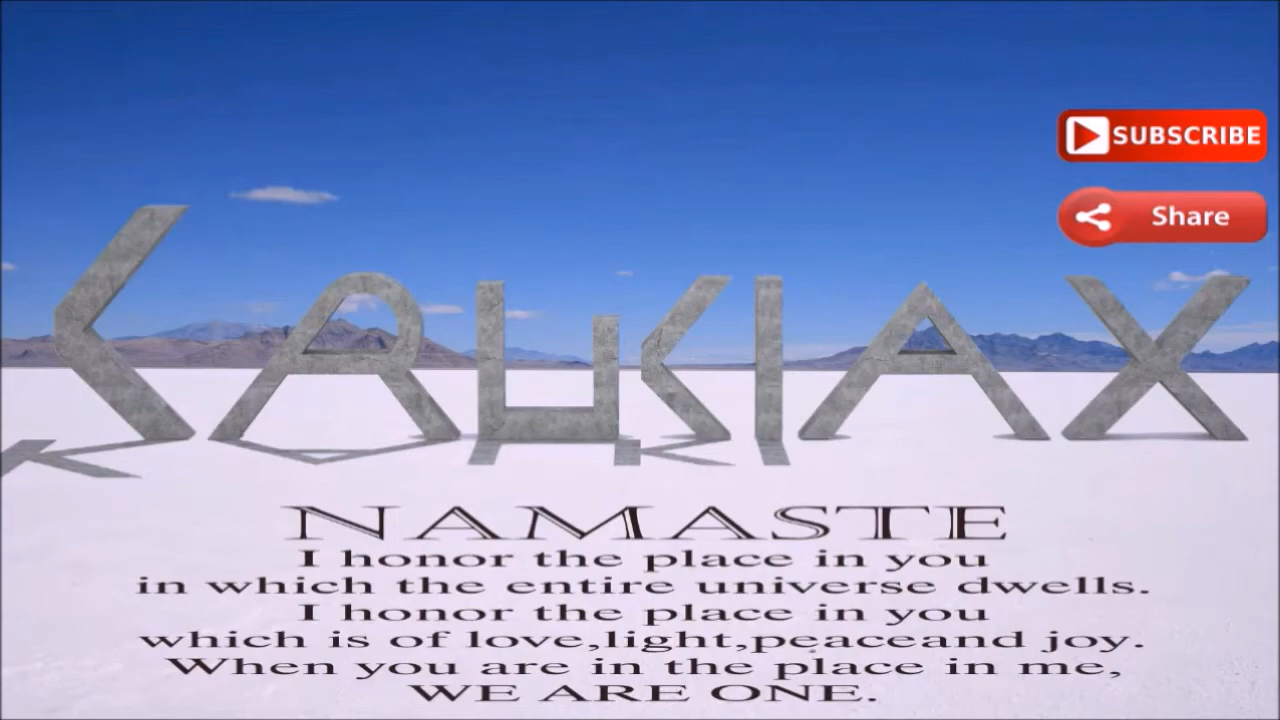 SUBSCRIBE
Share
NAMASTE
I honor the place in you
in which the entire universe dwells.
I honor the place in you
which is of love,light,peaceand joy.
When you are in the place in me,
WE ARE ONE.